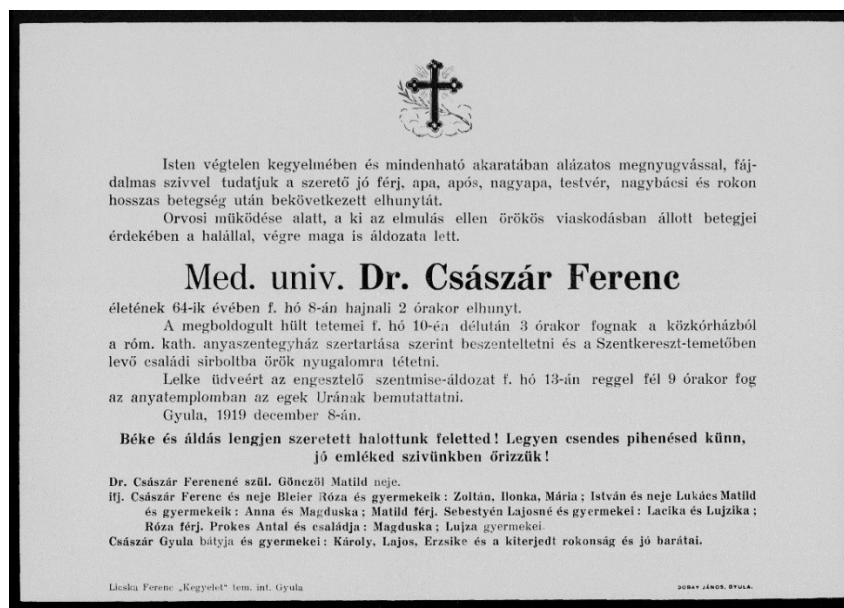 Isten végtelen kegyelmében és mindenható akaratában alázatos megnyugvással, fáj-
dalmas szivvel tudatjuk a szerető jó férj, apa, após, nagyapa, testvér, nagybácsi és rokon
hosszas betegség után bekövetkezett elhunytát.
Orvosi müködése alatt, a ki az elmulás ellen örökös viaskodásban állott betegjei
érdekében a halállal, végre maga is áldozata lett.
Med. univ. Dr. Császár Ferenc
életének 64-ik évében f. hó 8-án hajnali 2 órakor elhunyt.
A megboldogult hült tetemei f. hó 10-én délután 3 órakor fognak a közkórházból
a róm. kath. anyaszentegyház szertartása szerint beszenteltetni és a Szentkereszt-temetőben
levő családi sirboltba örök nyugalomra tétetni.
Lelke üdveért az engesztelő szentmise-áldozat f. hó 13-án reggel fél 9 órakor fog
az anyatemplomban az egek Urának bemutattatni.
Gyula, 1919 december 8-án.
Béke és áldás lengjen szeretett halottunk feletted! Legyen csendes pihenésed künn,
jó emléked szivünkben őrizzük!
Dr. Császár Ferencné szül. Gönczöl Matild neje.
ifj. Császár Ferenc és neje Bleier Róza és gyermekeik: Zoltán, Ilonka, Mária; István és neje Lukács Matild
és gyermekeik: Anna és Magduska; Matild férj. Sebestyén Lajosné és gyermekei: Lacika és Lujzika;
Róza férj. Prokes Antal és családja: Magduska; Lujza gyermekei.
Császár Gyula bátyja és gyermekei: Károly, Lajos, Erzsike és a kiterjedt rokonság és jó barátai.
Licska Ferenc „Kegyelet" tem. int. Gyula
DOBAY JÁNOS, GYULA.